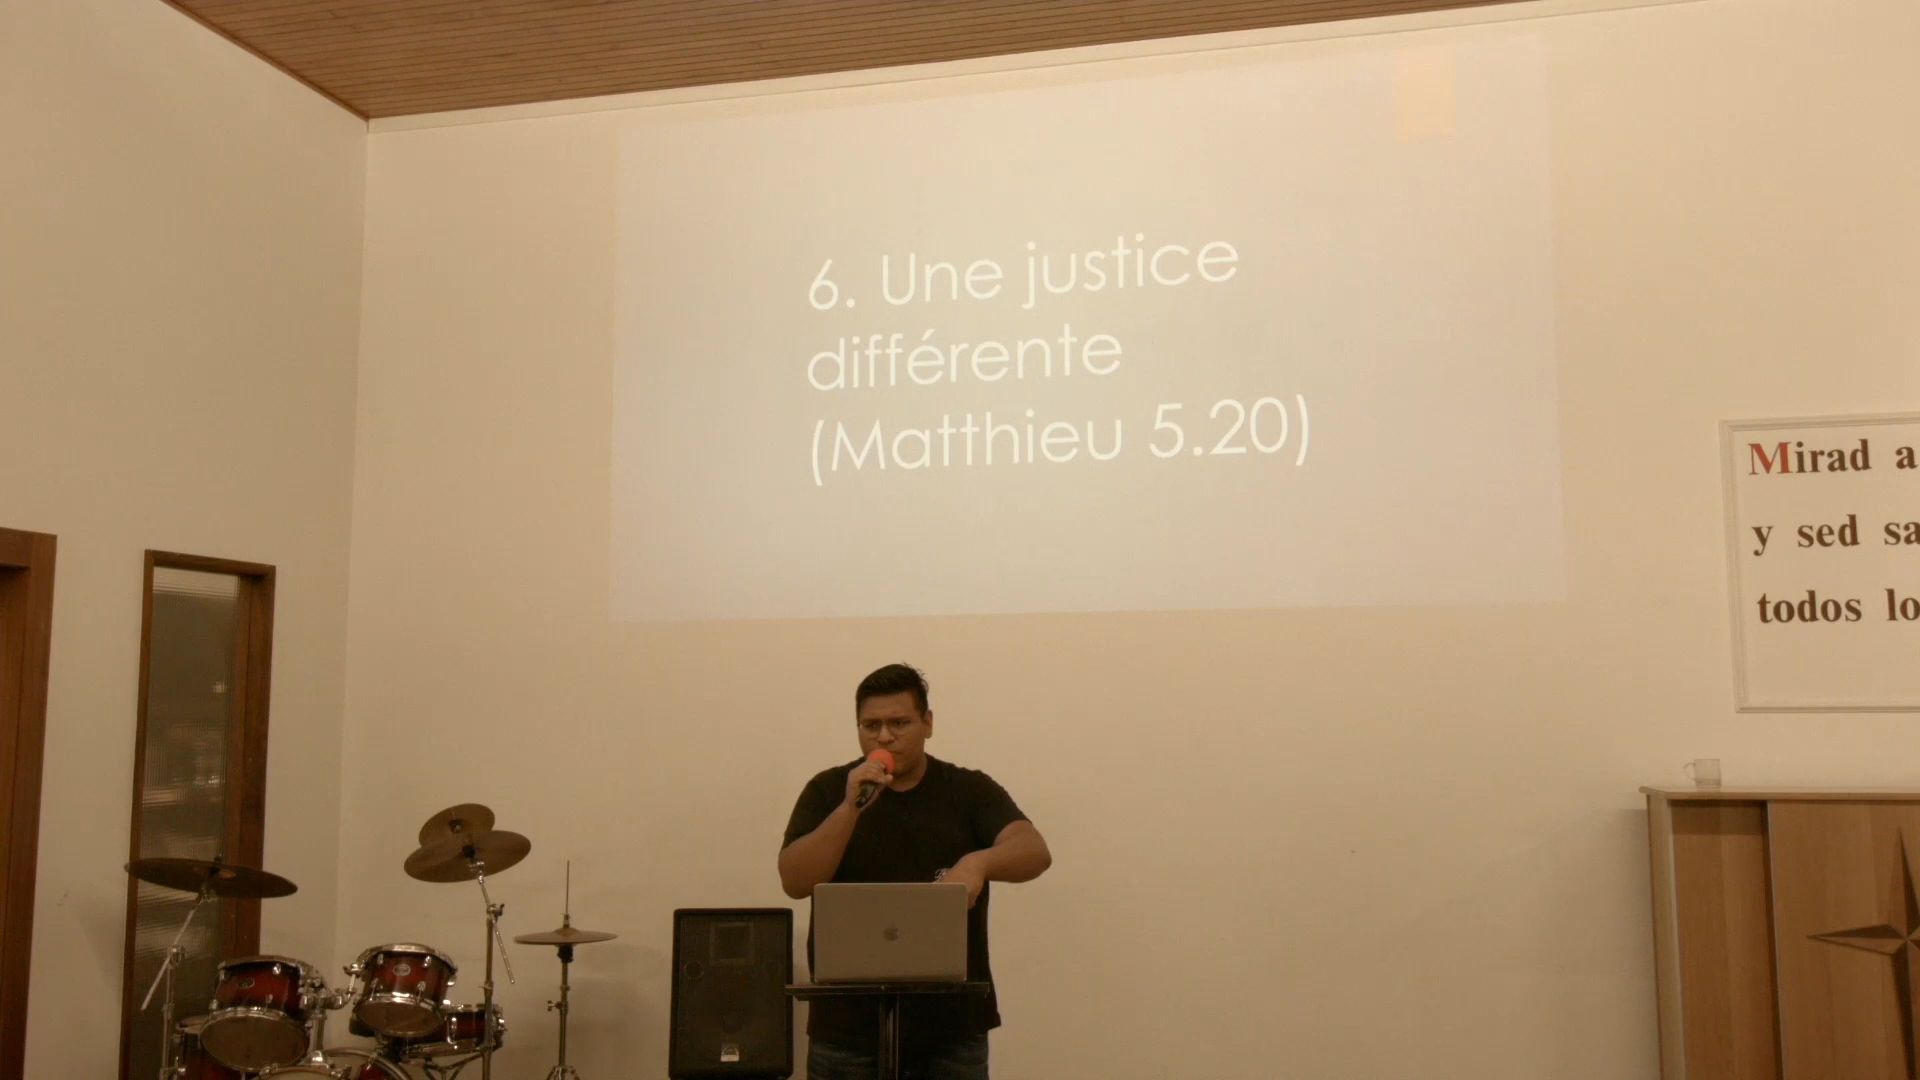 6. Une justice
différente
(Matthieu 5.20)
Mirad a
y sed sa
todos lo